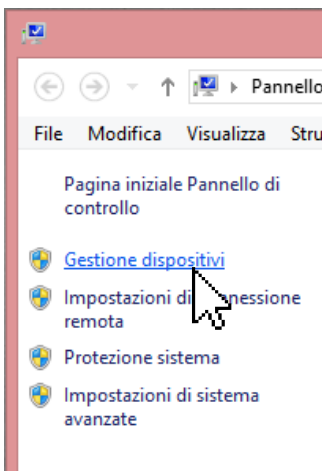 Pannello
File Modifica Visualizza Stru
Pagina iniziale Pannello di
controllo
Gestione dispositivi
Impostazioni di
remota
Protezione sistema
Impostazioni di sistema
avanzate